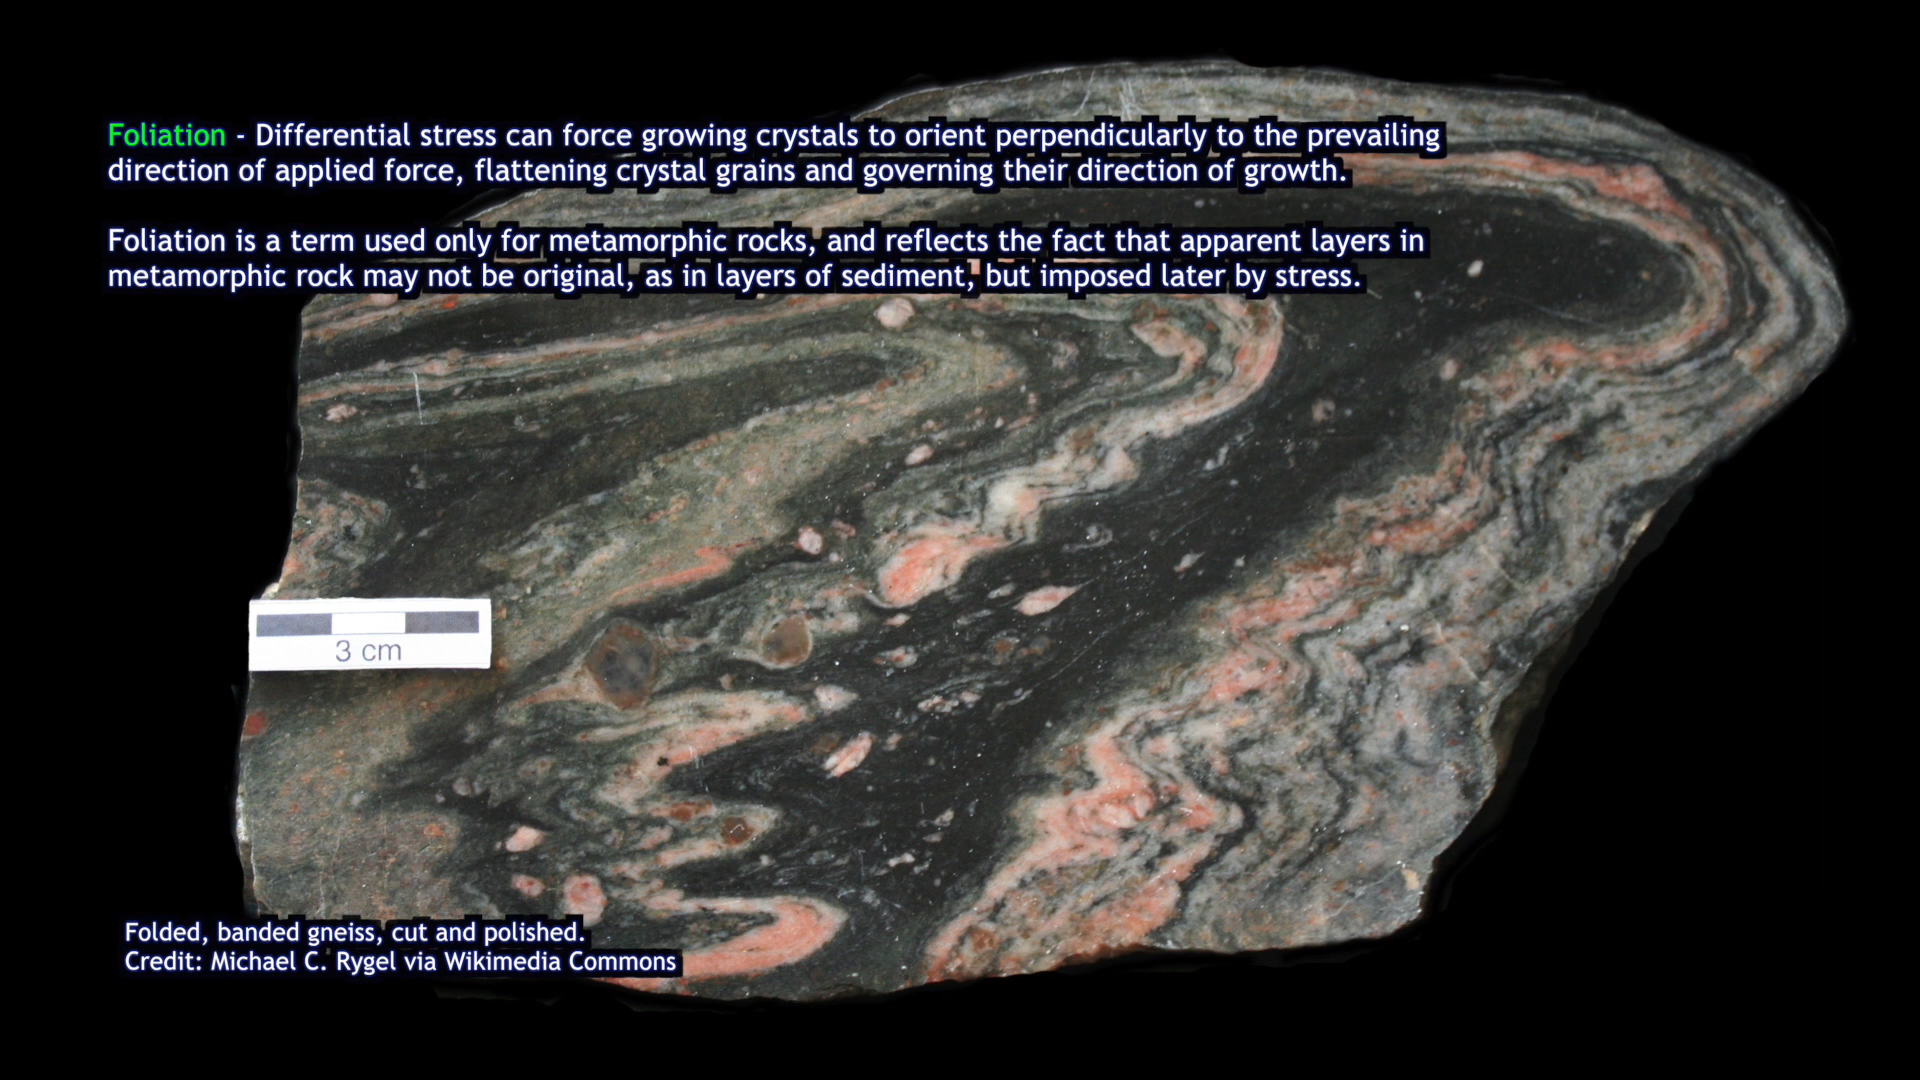 Foliation - Differential stress can force growing crystals to orient perpendicularly to the prevailing
direction of applied force, flattening crystal grains and governing their direction of growth.
Foliation is a term used only for metamorphic rocks, and reflects the fact that apparent layers in
metamorphic rock may not be original, as in layers of sediment, but imposed later by stress.
3 cm
Folded, banded gneiss, cut and polished.
Credit: Michael C. Rygel via Wikimedia Commons